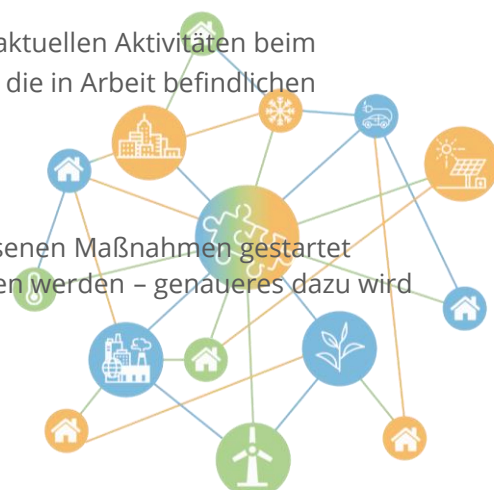 aktuellen Aktivitäten beim
die in Arbeit befindlichen
senen Maßnahmen gestartet
en werden – genaueres dazu wird